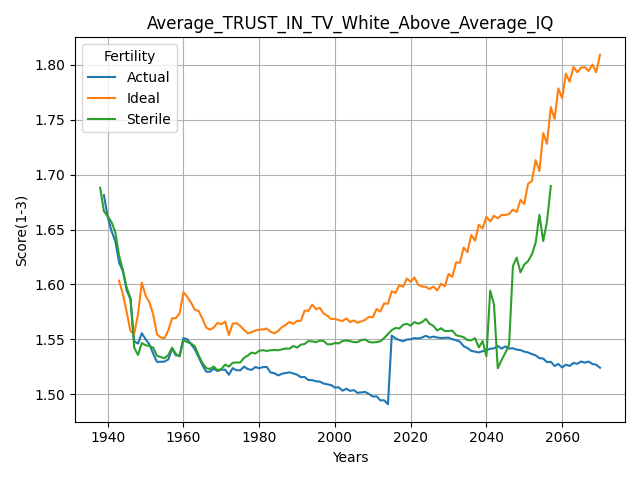 Average_TRUST_IN_TV_White_Above_Average_IQ
Fertility
Actual
Ideal
Sterile
Score(1-3)
1.80
1.75
1.70
1.65
1.60
1.55
1.50
1940 1960 1980 2000 2020 2040 2060
Years